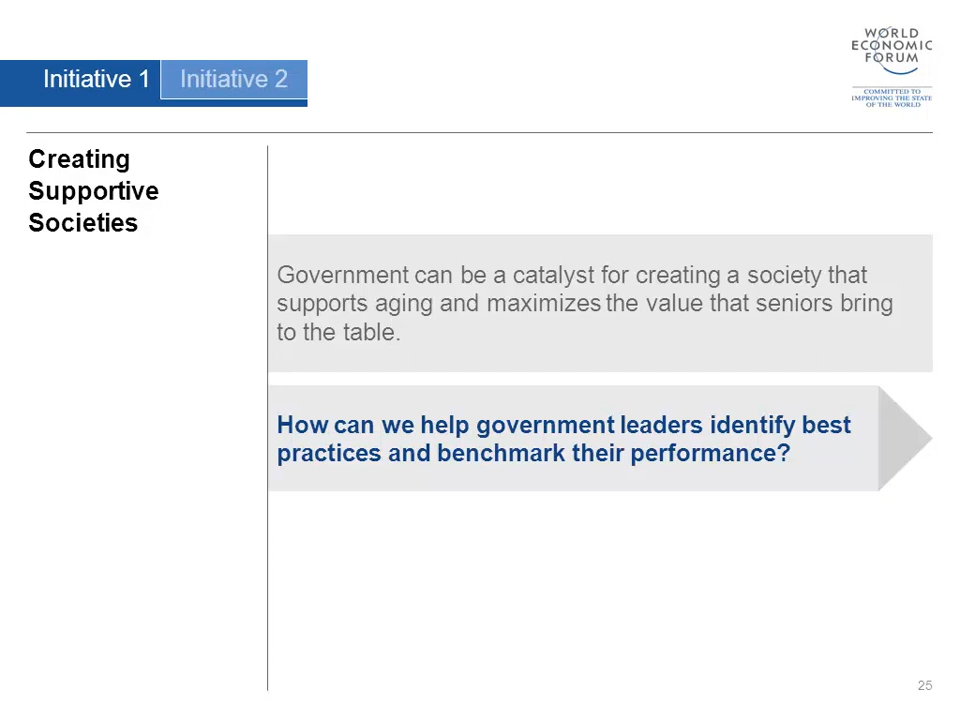 WORLD
ECONOMIC
FORUM
COMMITTED TO
IMPROVING THE STATE
OF THE WORLD
Initiative 1 Initiative 2
Creating
Supportive
Societies
Government can be a catalyst for creating a society that
supports aging and maximizes the value that seniors bring
to the table.
How can we help government leaders identify best
practices and benchmark their performance?
25